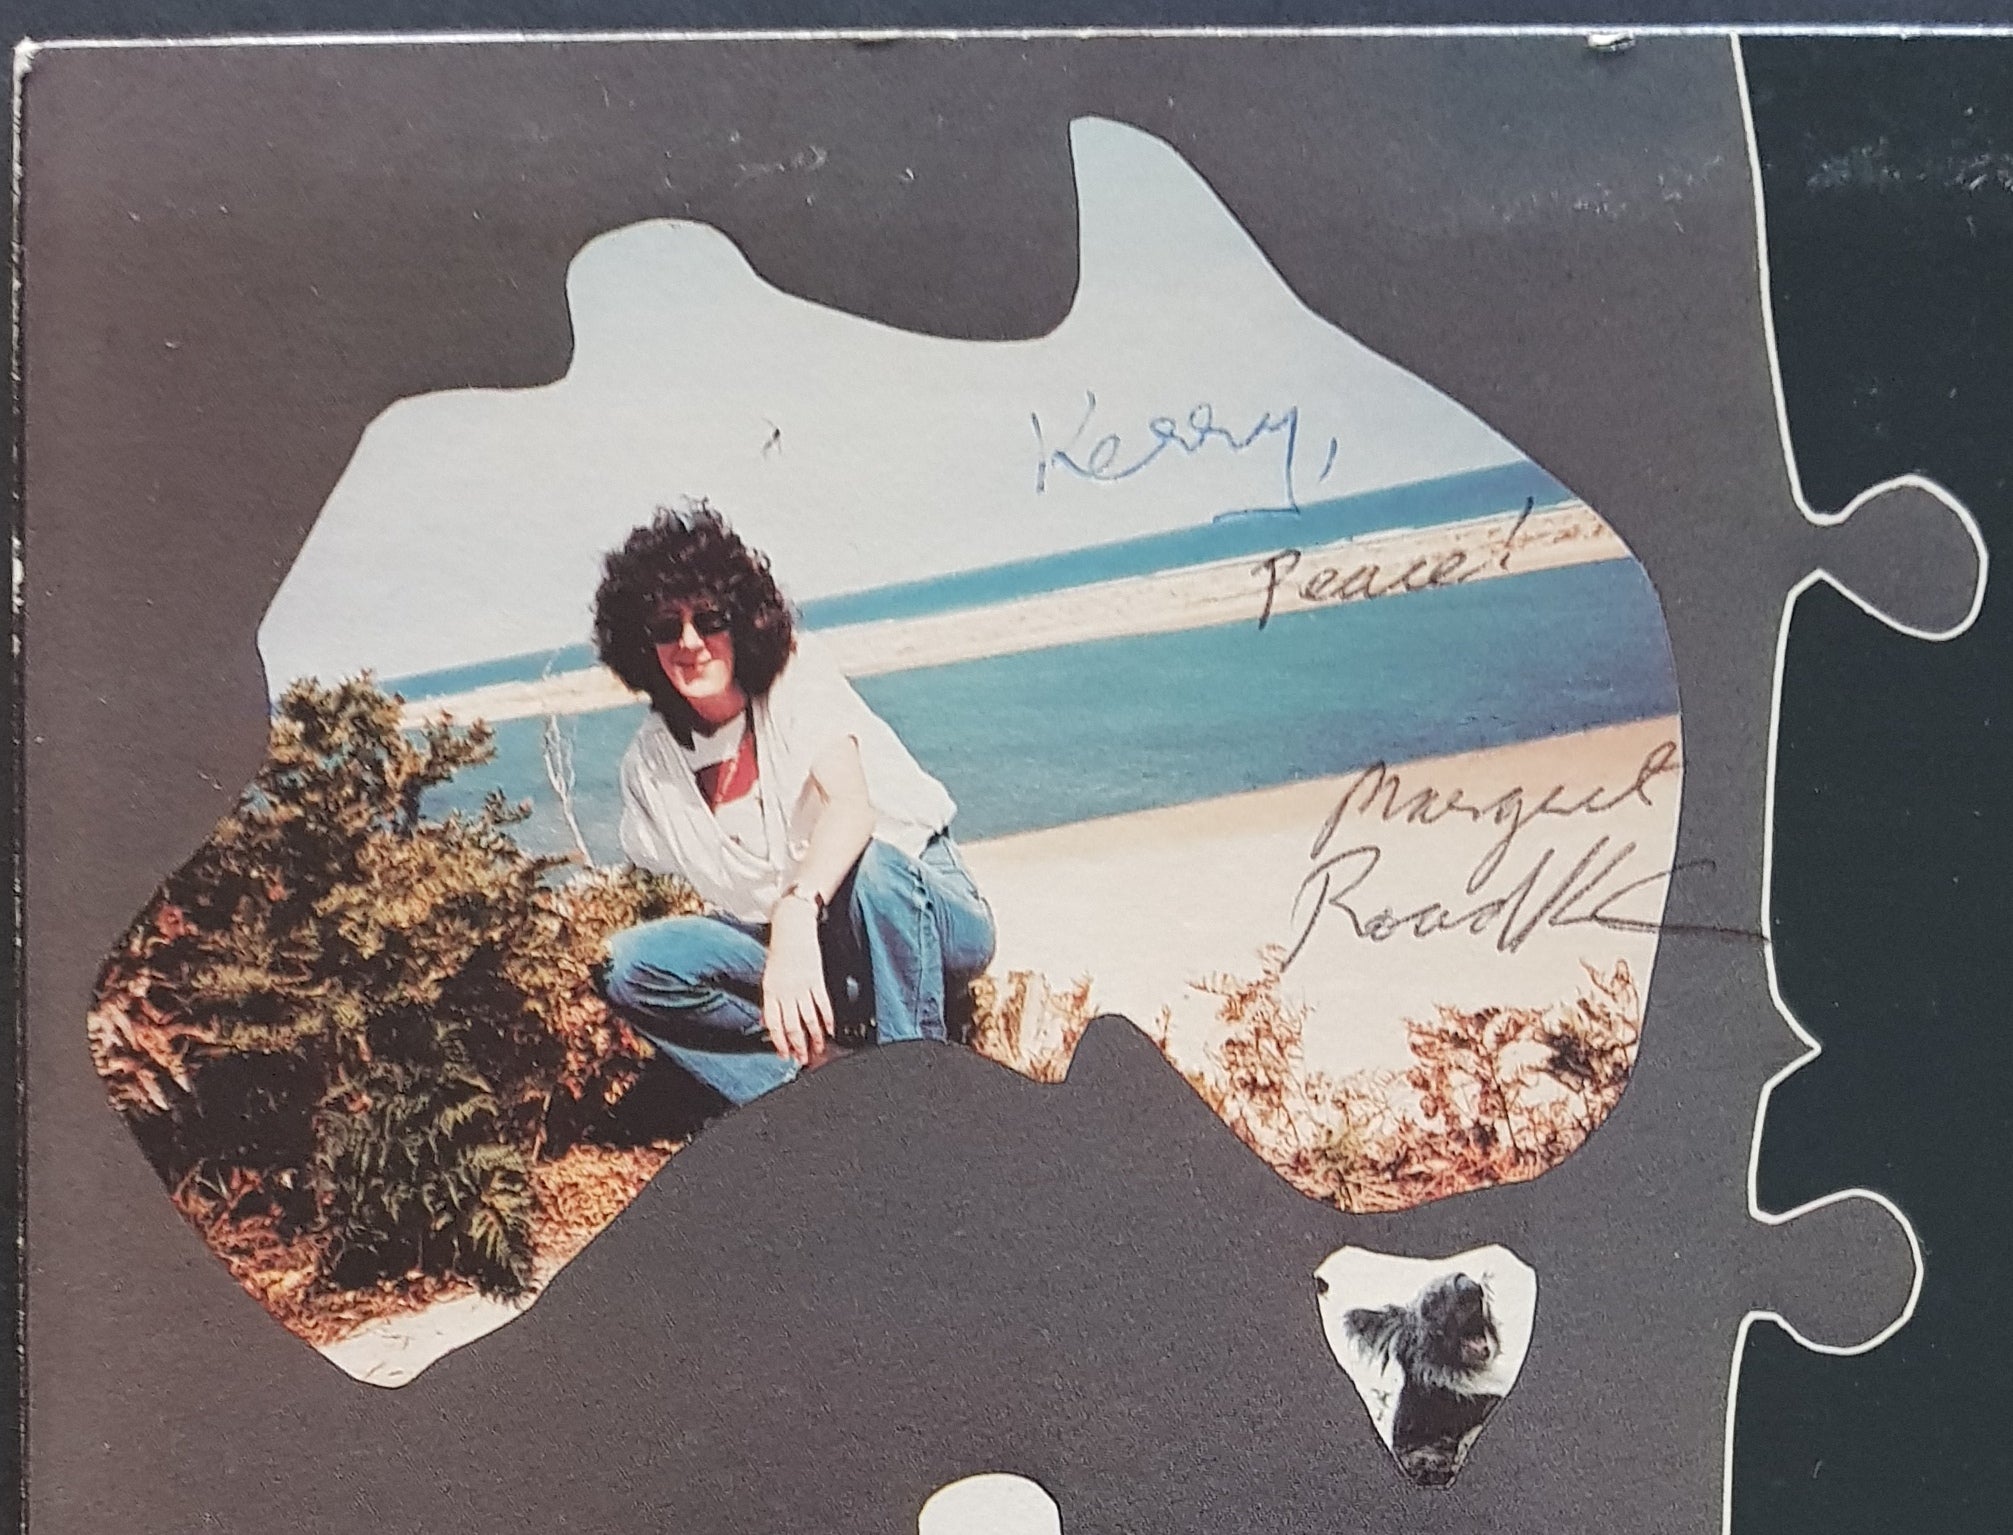 Kerry,
Peace!
Margret
RoadK